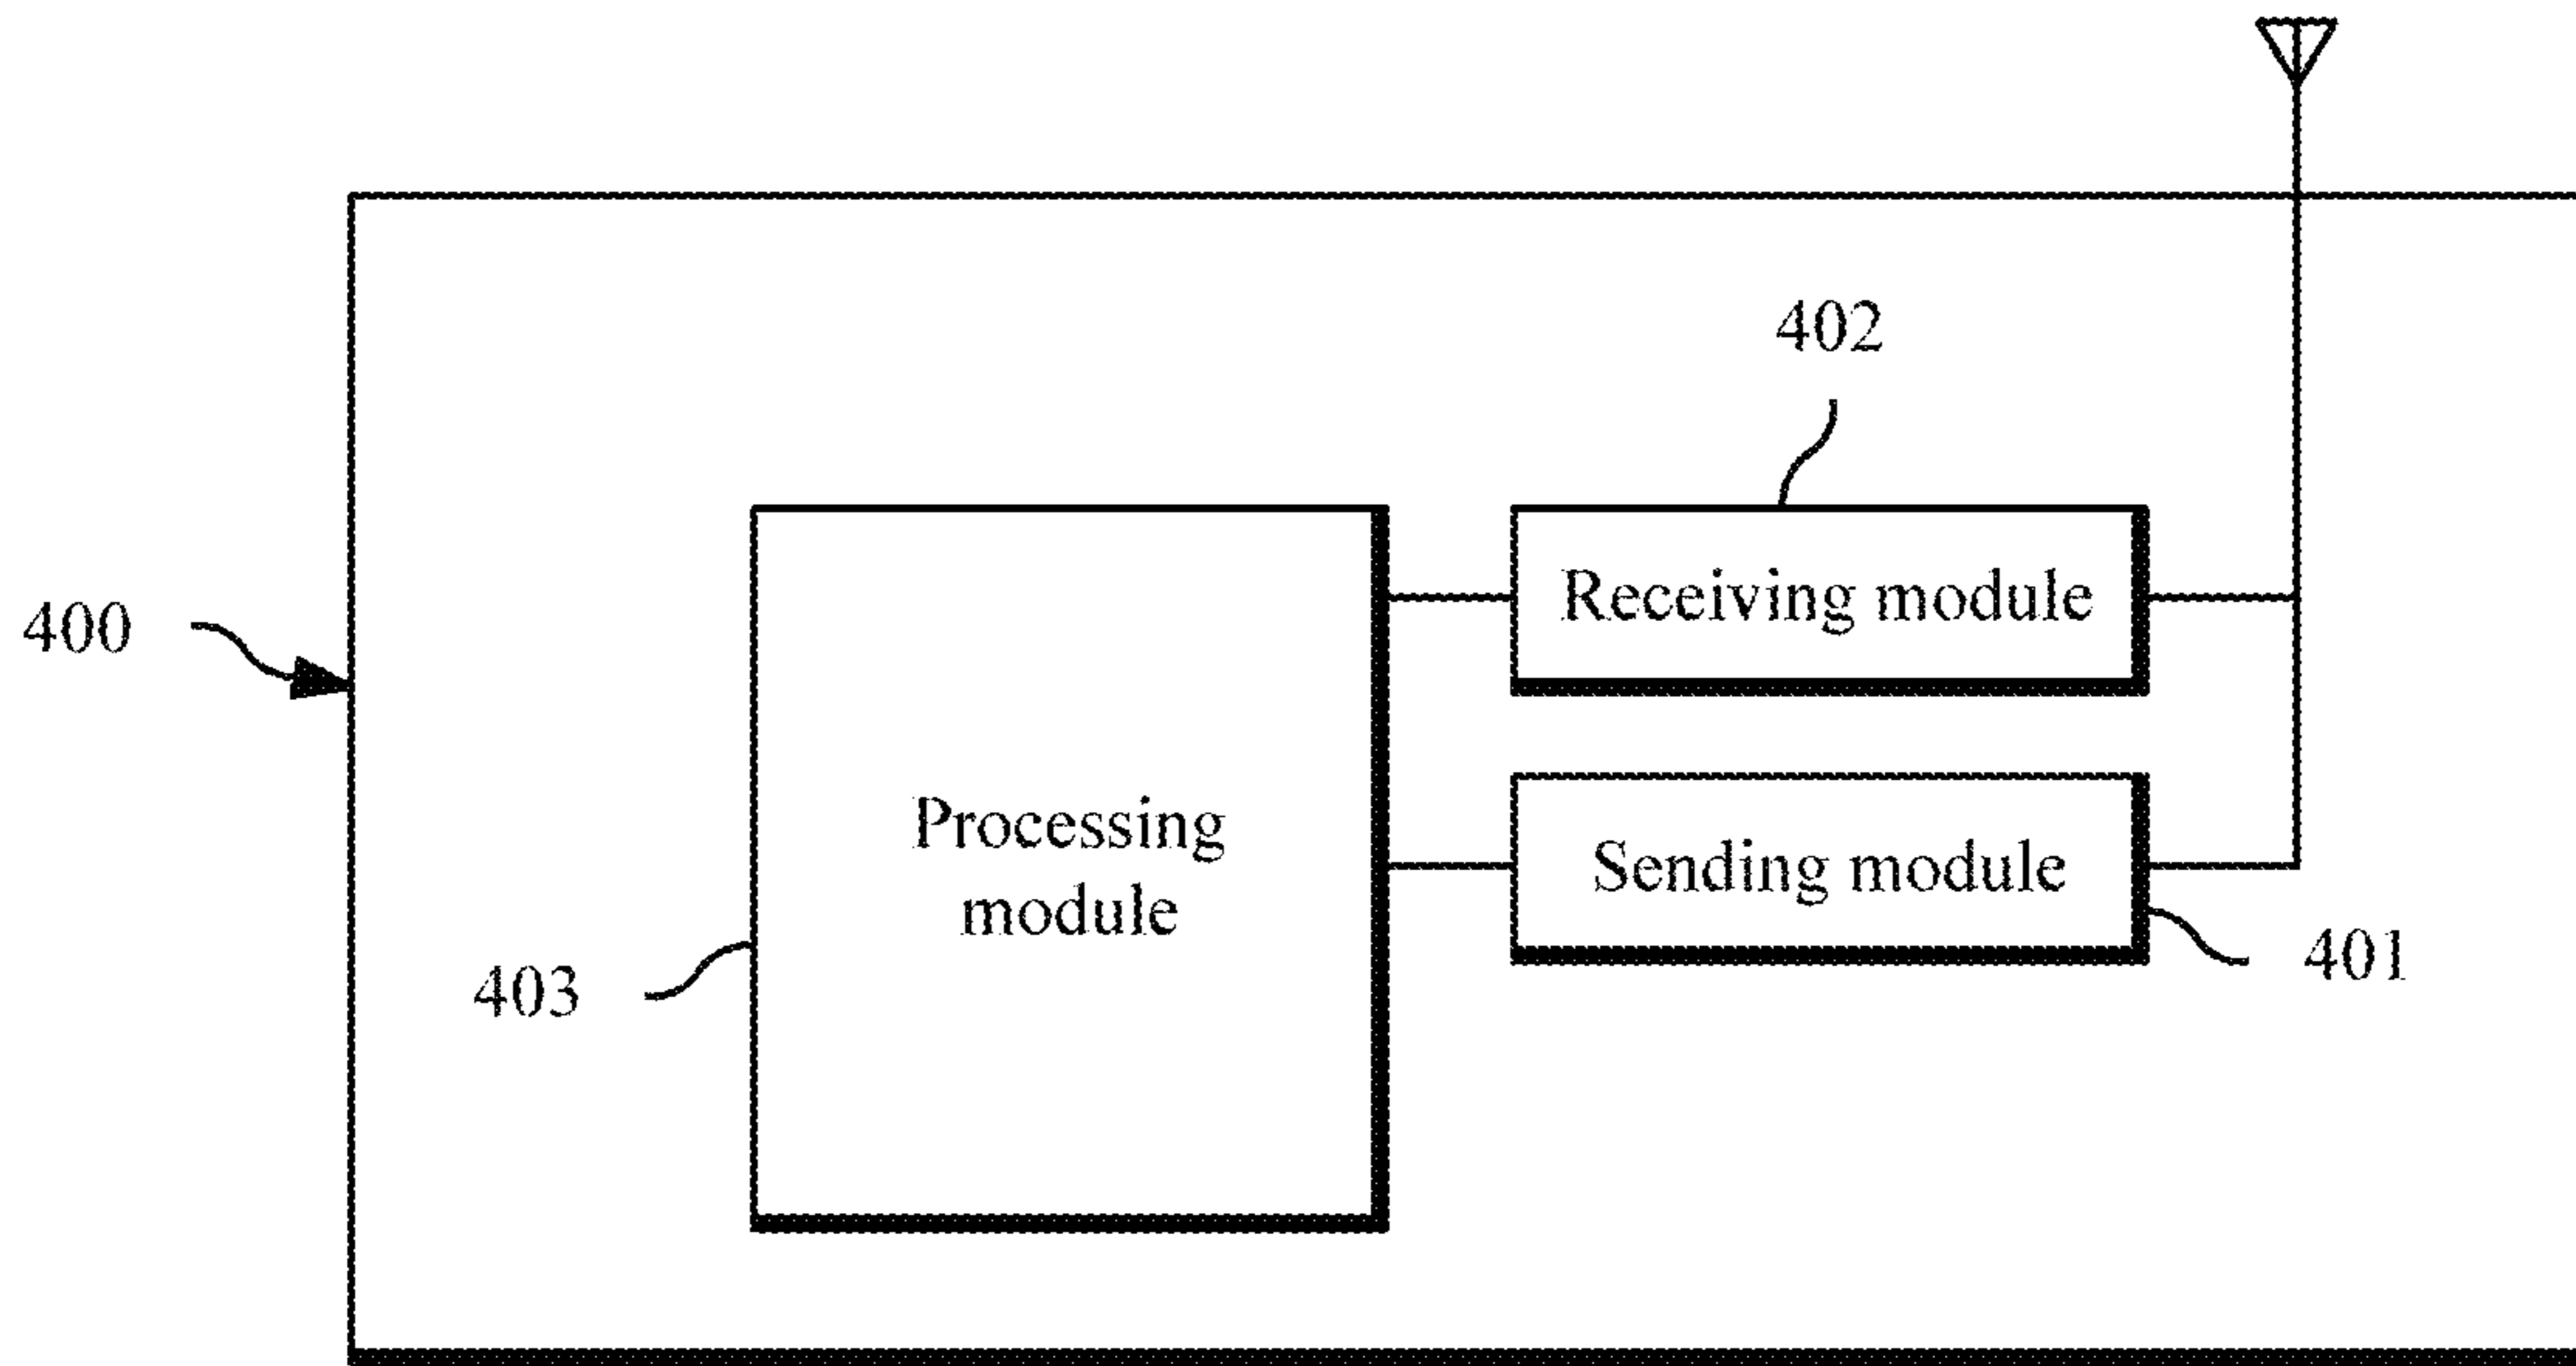 402
Receiving module
400
Processing
module
Sending module
401
403